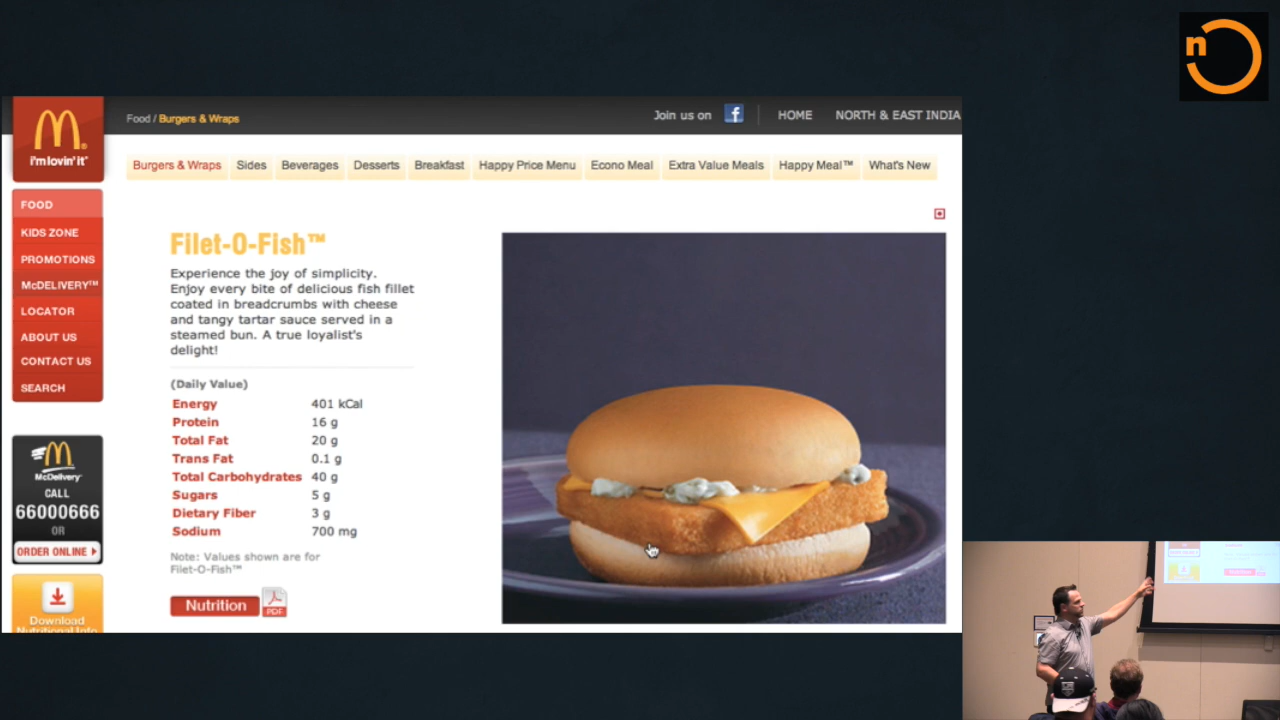 n
i'm lovin' it®
Food / Burgers & Wraps
Join us on f HOME NORTH & EAST INDIA
Burgers & Wraps Sides Beverages Desserts Breakfast Happy Price Menu Econo Meal Extra Value Meals Happy Meal™ What's New
FOOD
KIDS ZONE
PROMOTIONS
McDELIVERY™
LOCATOR
ABOUT US
CONTACT US
SEARCH
McDelivery
CALL
66000666
OR
ORDER ONLINE
Download
Nutritional Info
Filet-O-Fish™
Experience the joy of simplicity.
Enjoy every bite of delicious fish fillet
coated in breadcrumbs with cheese
and tangy tartar sauce served in a
steamed bun. A true loyalist's
delight!
(Daily Value)
Energy 401 kCal
Protein 16 g
Total Fat 20 g
Trans Fat 0.1 g
Total Carbohydrates 40 g
Sugars 5 g
Dietary Fiber 3 g
Sodium 700 mg
Note: Values shown are for
Filet-O-Fish™
Nutrition PDF